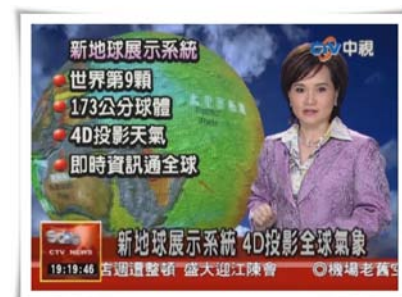 新地球展示系統
世界第9顆
173公分球體
4D投影天氣
即時資訊通全球
CTV中視
新地球展示系統 4D投影全球氣象
CTV NEWS
19:19:46
週遭整頓 盛大迎江陳會 ◎機場老舊空